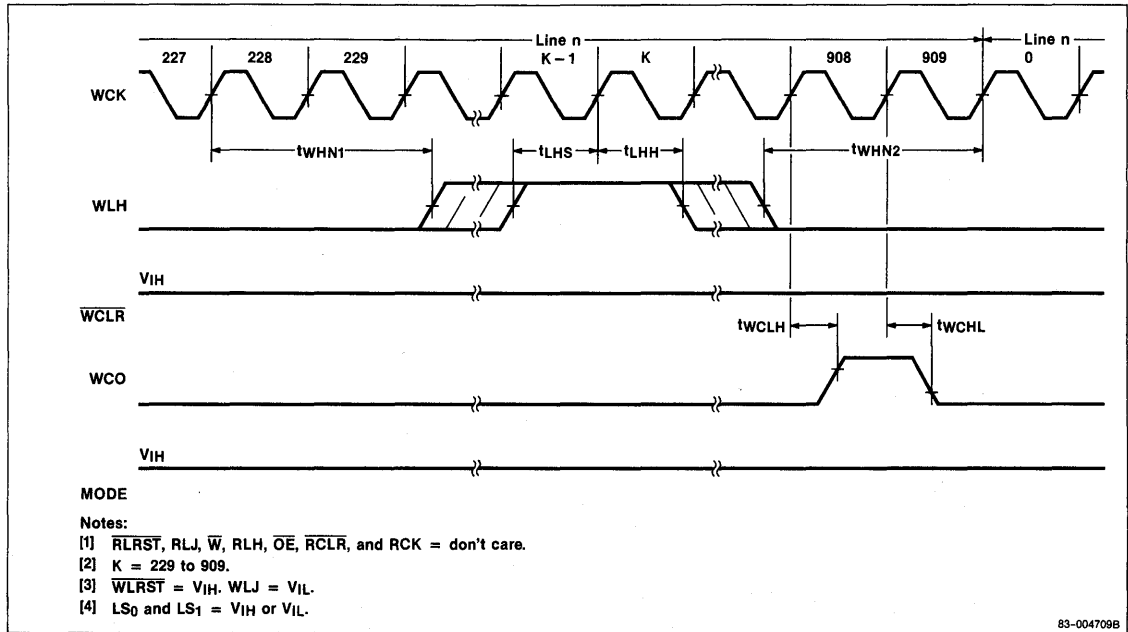 Line n
Line n
227 228 229 K – 1 K 908 909 0
WCK
tWHN1 tLHS tLHH tWHN2
WLH
VIH
WCLR
tWCLH tWCHL
WCO
VIH
MODE
Notes:
[1] RLRST, RLJ, W, RLH, OE, RCLR, and RCK = don't care.
[2] K = 229 to 909.
[3] WLRST = VIH. WLJ = VIL.
[4] LS0 and LS1 = VIH or VIL.
83-004709B